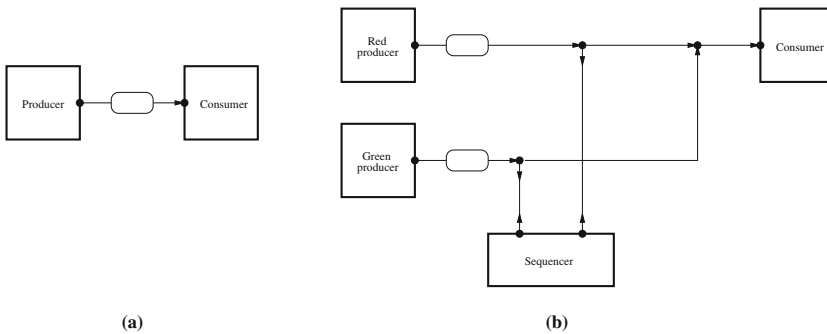 Producer
Consumer
(a)
Red
producer
Consumer
Green
producer
Sequencer
(b)